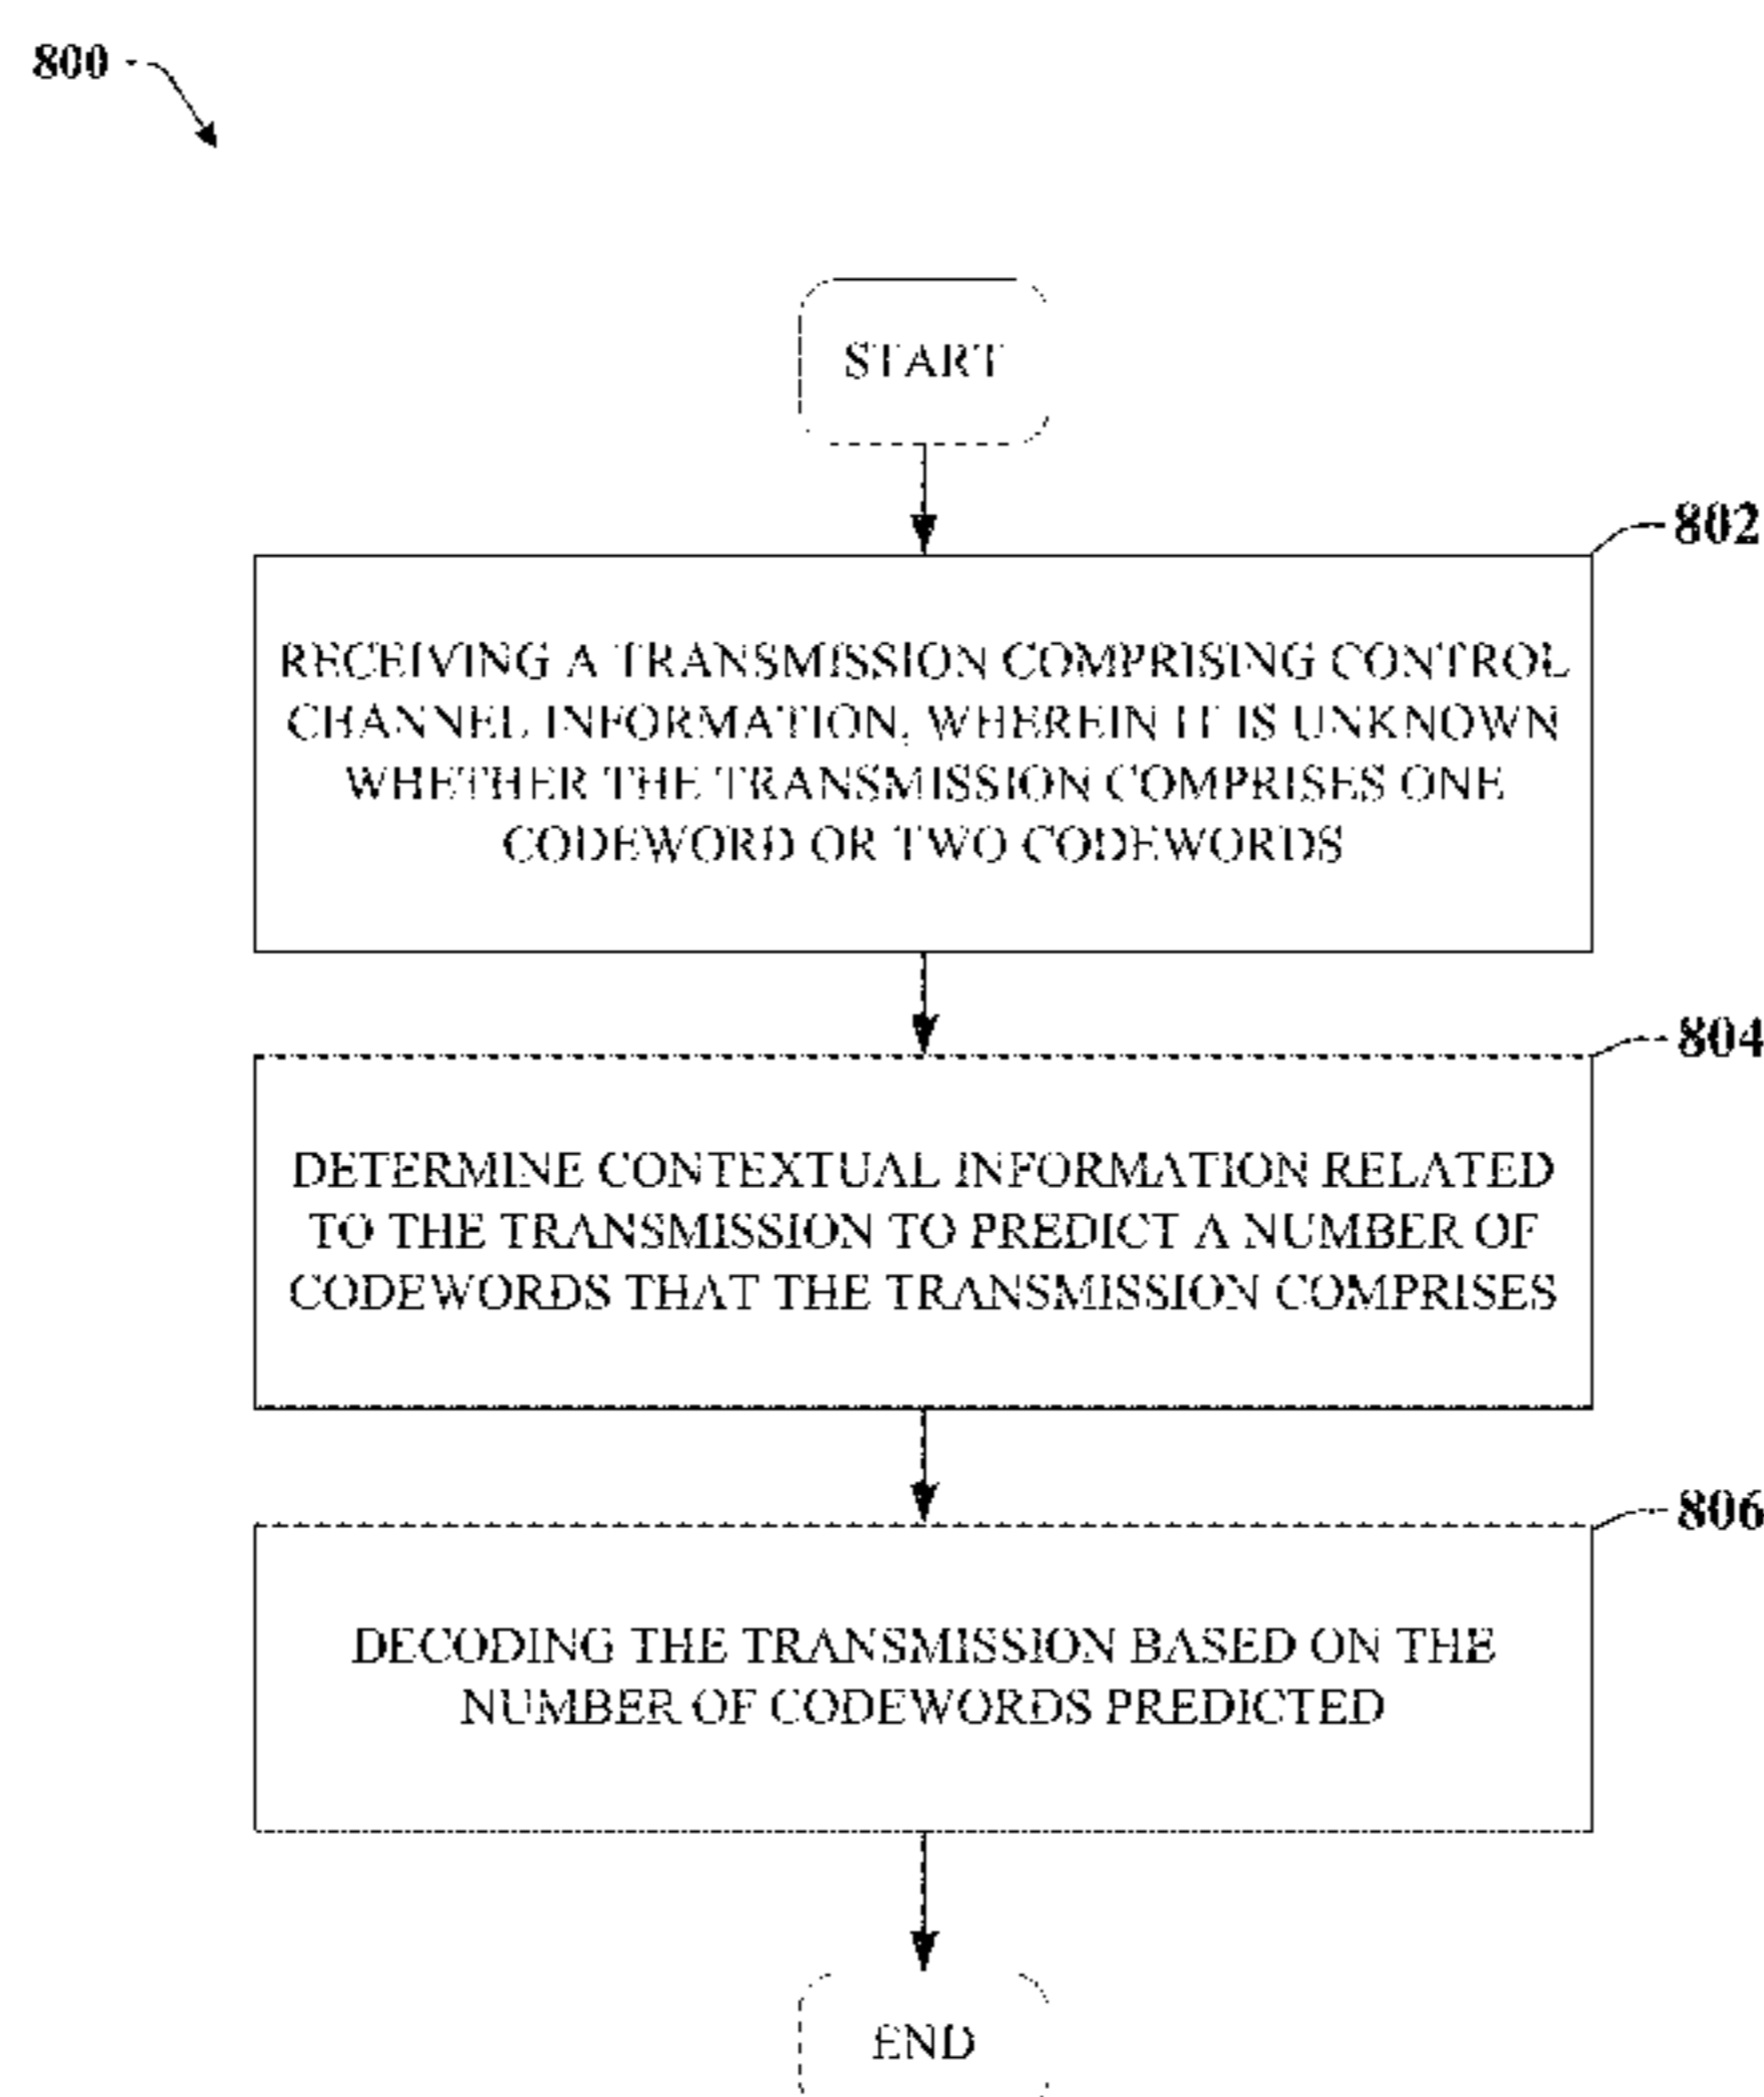 800
START
802
RECEIVING A TRANSMISSION COMPRISING CONTROL
CHANNEL INFORMATION, WHEREIN IT IS UNKNOWN
WHETHER THE TRANSMISSION COMPRISES ONE
CODEWORD OR TWO CODEWORDS
804
DETERMINE CONTEXTUAL INFORMATION RELATED
TO THE TRANSMISSION TO PREDICT A NUMBER OF
CODEWORDS THAT THE TRANSMISSION COMPRISES
806
DECODING THE TRANSMISSION BASED ON THE
NUMBER OF CODEWORDS PREDICTED
END